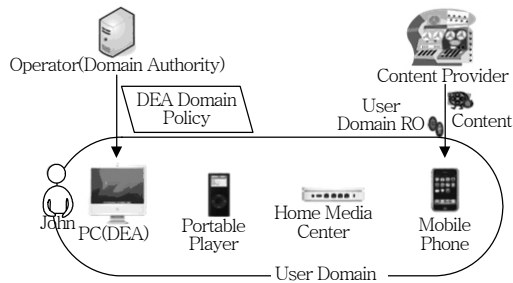 Operator(Domain Authority)
Content Provider
DEA Domain
Policy
User
Domain RO
Content
John
PC(DEA)
Portable
Player
Home Media
Center
Mobile
Phone
User Domain